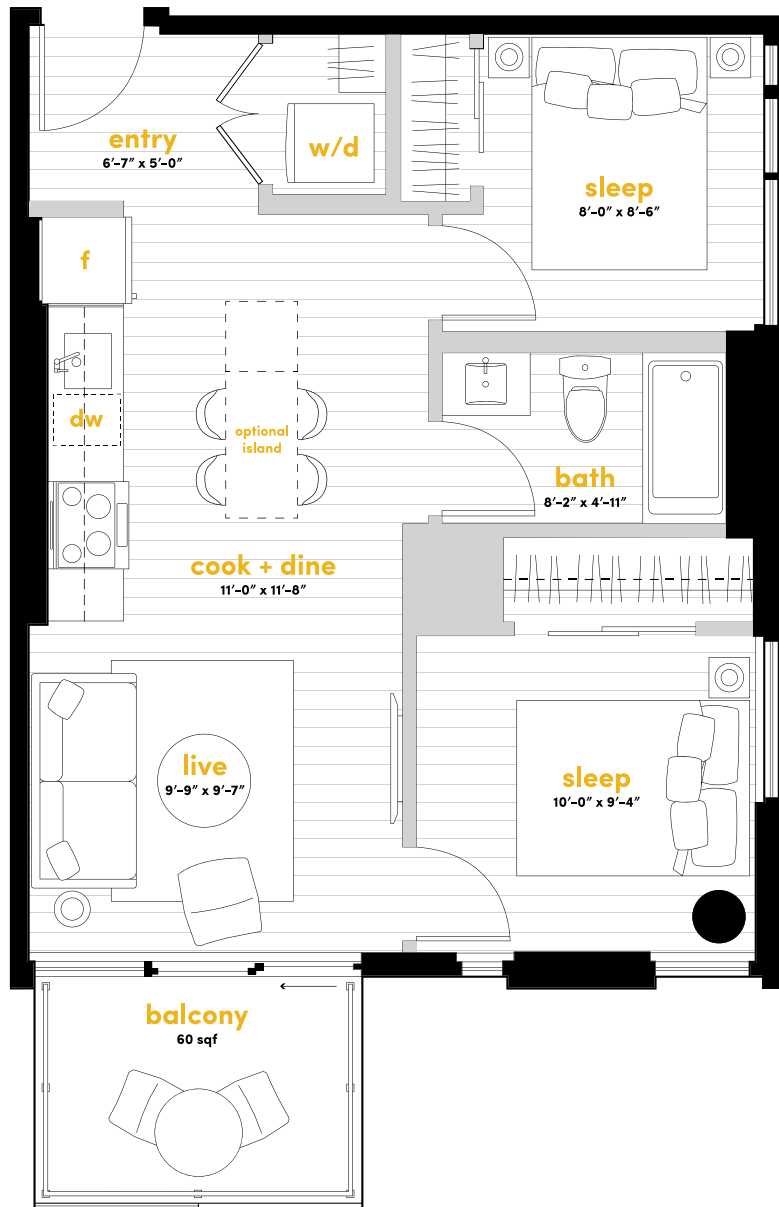 entry
6'-7" x 5'-0"
w/d
sleep
8'-0" x 8'-6"
f
dw
optional
island
bath
8'-2" x 4'-11"
cook + dine
11'-0" x 11'-8"
live
9'-9" x 9'-7"
sleep
10'-0" x 9'-4"
balcony
60 sqf